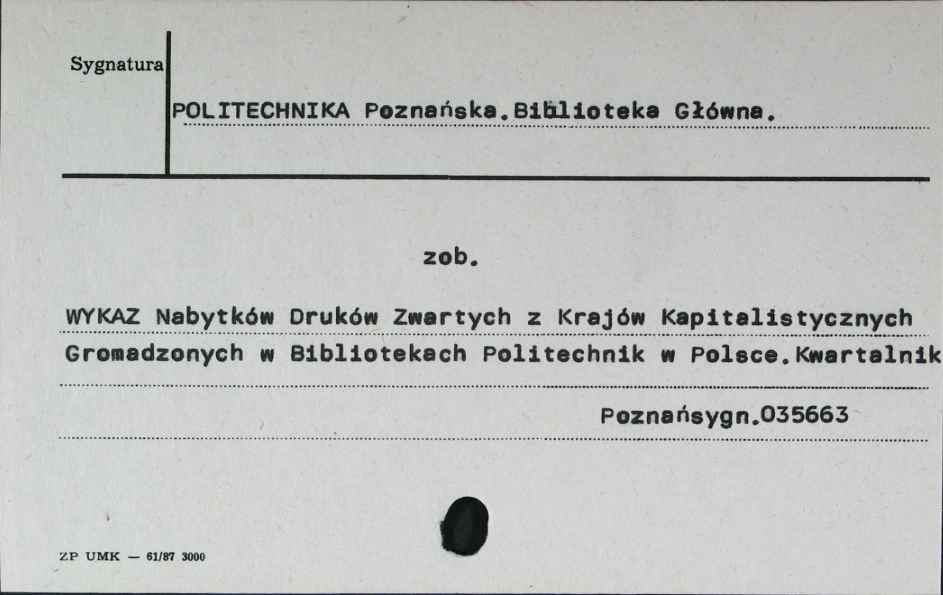 Sygnatura
POLITECHNIKA Poznańska.Biblioteka Główna.
zob.
WYKAZ Nabytków Druków Zwartych z Krajów Kapitalistycznych
Gromadzonych w Bibliotekach Politechnik w Polsce.Kwartalnik
Poznańsygn.035663
ZP UMK — 61/87 3000